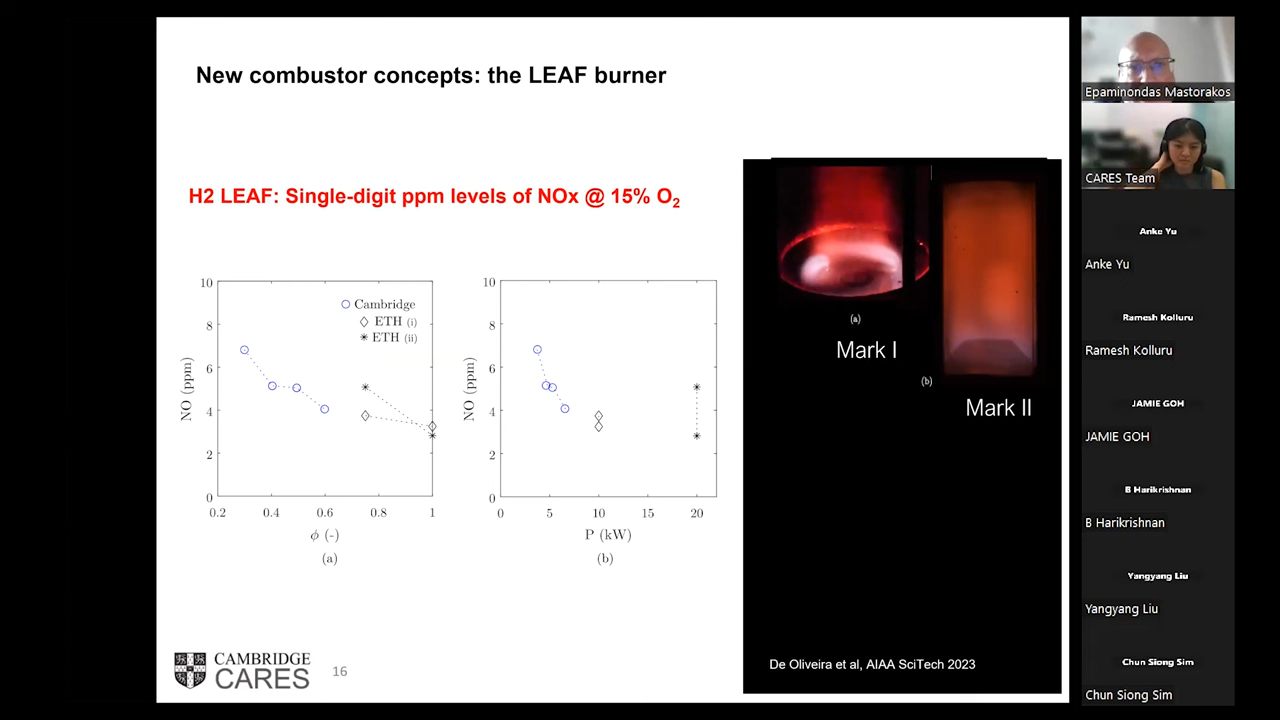 New combustor concepts: the LEAF burner
H2 LEAF: Single-digit ppm levels of NOx @ 15% O₂
10
8
6
4
2
0
NO (ppm)
Cambridge
ETH (i)
ETH (ii)
0.2 0.4 0.6 0.8 1
ϕ (-)
(a)
10
8
6
4
2
0
NO (ppm)
0 5 10 15 20
P (kW)
(b)
(a)
Mark I
(b)
Mark II
De Oliveira et al, AIAA SciTech 2023
CAMBRIDGE
CARES
16
Epaminondas Mastorakos
CARES Team
Anke Yu
Anke Yu
Ramesh Kolluru
Ramesh Kolluru
JAMIE GOH
JAMIE GOH
B Harikrishnan
B Harikrishnan
Yangyang Liu
Yangyang Liu
Chun Siong Sim
Chun Siong Sim